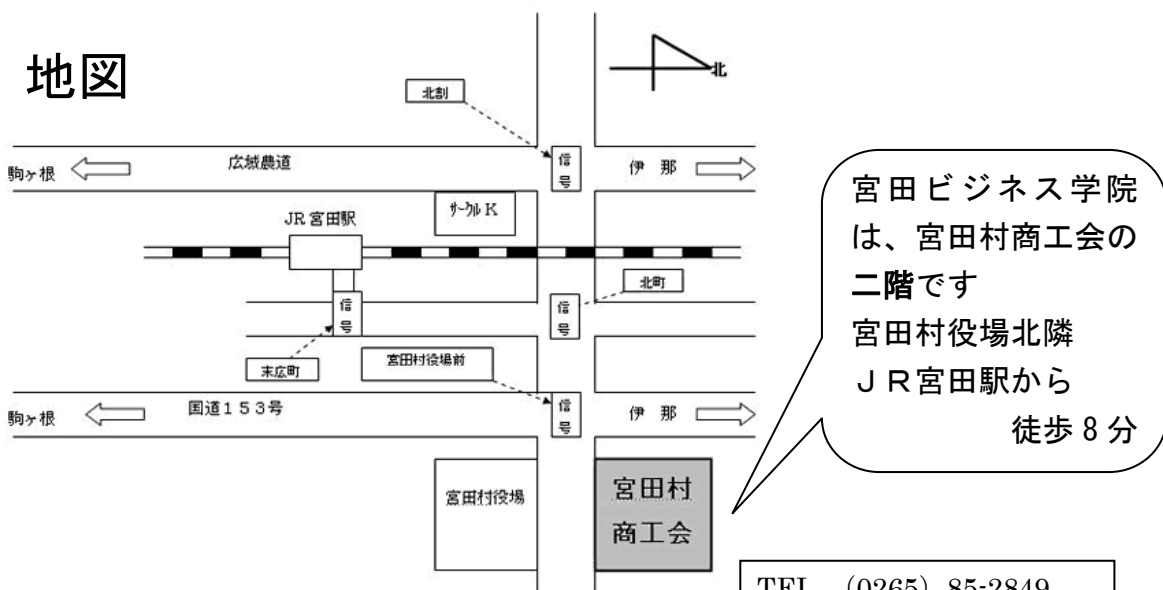 地図
北
北割
駒ヶ根
広域農道
信号
伊 那
サークルK
JR 宮田駅
北町
信号
信号
末広町
宮田村役場前
駒ヶ根
国道153号
信号
伊 那
宮田村役場
宮田村
商工会
宮田ビジネス学院
は、宮田村商工会の
二階です
宮田村役場北隣
JR宮田駅から
徒歩8分
TEL (0265) 85-2849